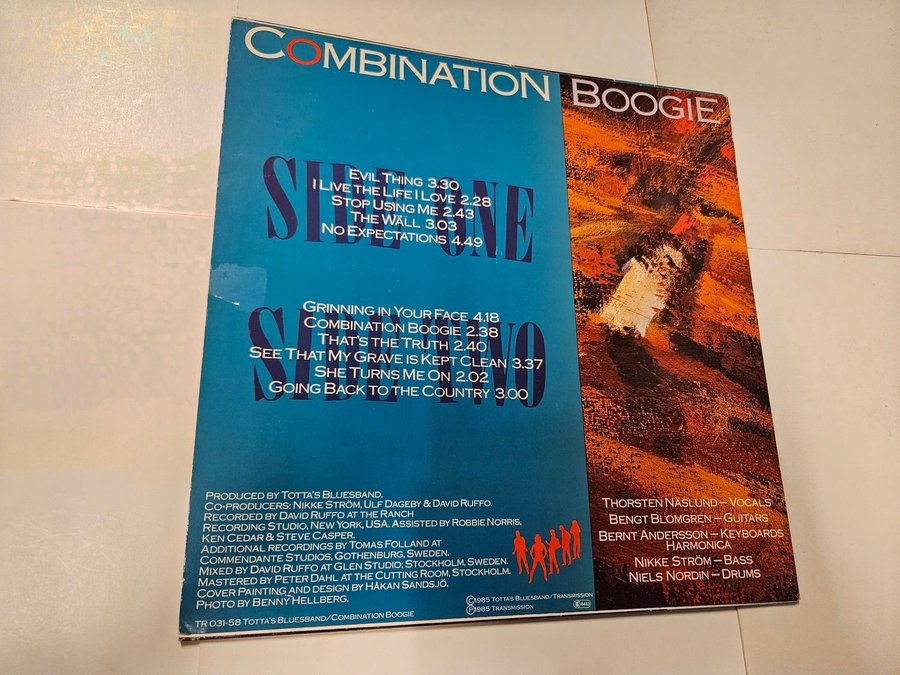 COMBINATION BOOGIE
SIDE ONE
EVIL THING 3.30
I LIVE THE LIFE I LOVE 2.28
STOP USING ME 2.43
THE WALL 3.03
NO EXPECTATIONS 4.49
SIDE TWO
GRINNING IN YOUR FACE 4.18
COMBINATION BOOGIE 2.38
THAT'S THE TRUTH 2.40
SEE THAT MY GRAVE IS KEPT CLEAN 3.37
SHE TURNS ME ON 2.02
GOING BACK TO THE COUNTRY 3.00
PRODUCED BY TOTTA'S BLUESBAND.
CO-PRODUCERS: NIKKE STRÖM, ULF DAGEBY & DAVID RUFFO.
RECORDED BY DAVID RUFFO AT THE RANCH
RECORDING STUDIO, NEW YORK, USA. ASSISTED BY ROBBIE NORRIS,
KEN CEDAR & STEVE CASPER.
ADDITIONAL RECORDINGS BY TOMAS FOLLAND AT
COMMENDANTE STUDIOS, GOTHENBURG, SWEDEN.
MIXED BY DAVID RUFFO AT GLEN STUDIO; STOCKHOLM, SWEDEN.
MASTERED BY PETER DAHL AT THE CUTTING ROOM, STOCKHOLM.
COVER PAINTING AND DESIGN BY HÅKAN SANDSJÖ.
PHOTO BY BENNY HELLBERG.
TR 031-58 TOTTA'S BLUESBAND/COMBINATION BOOGIE
Ⓒ1985 TOTTA'S BLUESBAND/TRANSMISSION
Ⓟ1985 TRANSMISSION
THORSTEN NÄSLUND – VOCALS
BENGT BLOMGREN – GUITARS
BERNT ANDERSSON – KEYBOARDS
HARMONICA
NIKKE STRÖM – BASS
NIELS NORDIN – DRUMS